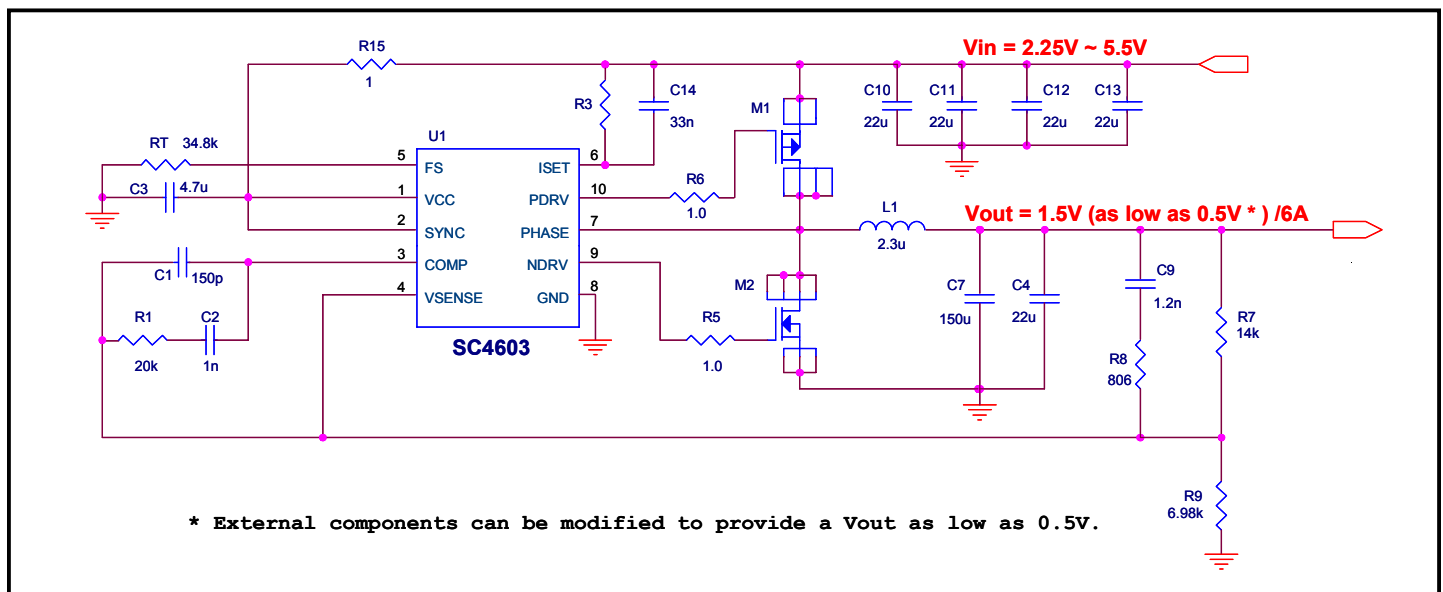 R15
1
Vin = 2.25V ~ 5.5V
R3
C14
33n
M1
C10
22u
C11
22u
C12
22u
C13
22u
RT 34.8k
C3 4.7u
U1
5 FS
1 VCC
2 SYNC
3 COMP
4 VSENSE
ISET 6
PDRV 10
PHASE 7
NDRV 9
GND 8
SC4603
R6
1.0
L1
2.3u
Vout = 1.5V (as low as 0.5V * ) /6A
C1 150p
R1
20k
C2
1n
R5
1.0
M2
C7
150u
C4
22u
C9
1.2n
R8
806
R7
14k
R9
6.98k
* External components can be modified to provide a Vout as low as 0.5V.